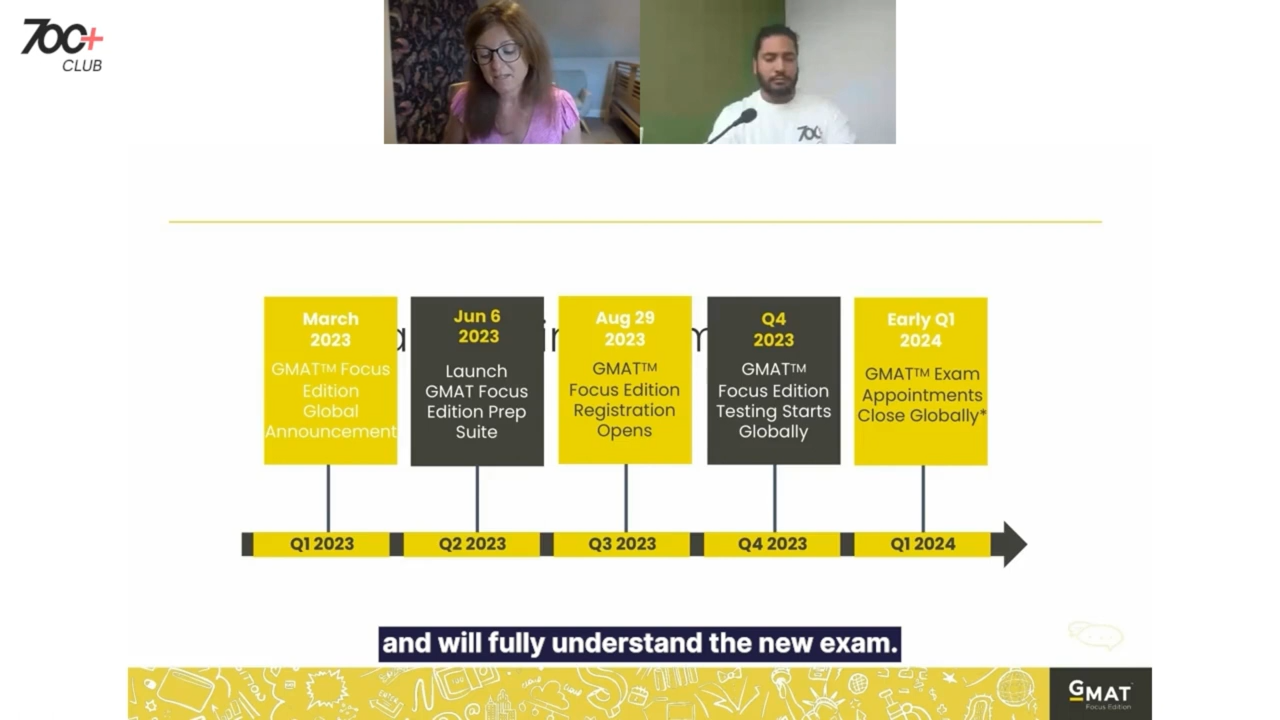 700+
CLUB
700
March
2023
GMAT™ Focus
Edition
Global
Announcement
Jun 6
2023
Launch
GMAT Focus
Edition Prep
Suite
Aug 29
2023
GMAT™
Focus Edition
Registration
Opens
Q4
2023
GMAT™
Focus Edition
Testing Starts
Globally
Early Q1
2024
GMAT™ Exam
Appointments
Close Globally*
Q1 2023
Q2 2023
Q3 2023
Q4 2023
Q1 2024
and will fully understand the new exam.
GMAT
Focus Edition